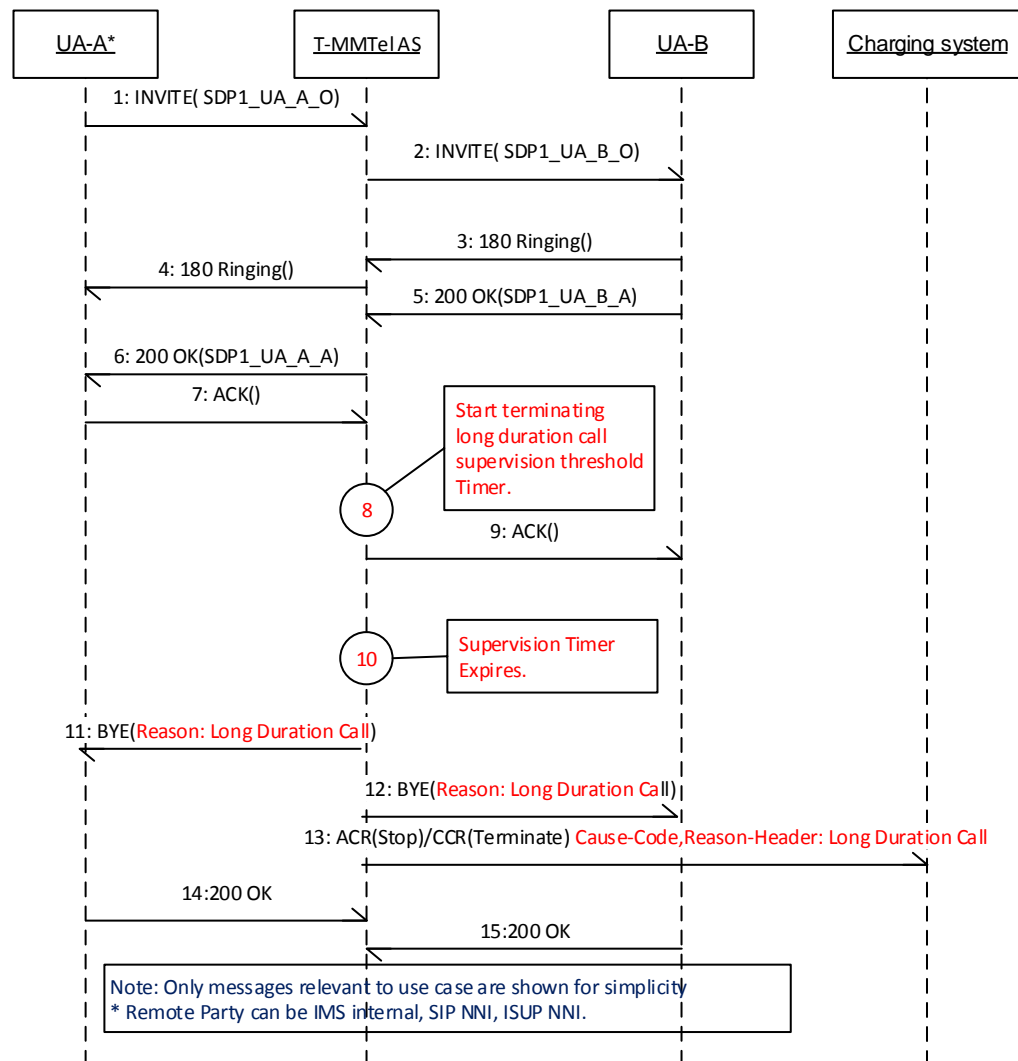 UA-A*
T-MMTel AS
UA-B
Charging system
1: INVITE( SDP1_UA_A_O)
2: INVITE( SDP1_UA_B_O)
3: 180 Ringing()
4: 180 Ringing()
5: 200 OK(SDP1_UA_B_A)
6: 200 OK(SDP1_UA_A_A)
7: ACK()
Start terminating
long duration call
supervision threshold
Timer.
8
9: ACK()
Supervision Timer
Expires.
10
11: BYE(Reason: Long Duration Call)
12: BYE(Reason: Long Duration Call)
13: ACR(Stop)/CCR(Terminate) Cause-Code,Reason-Header: Long Duration Call
14:200 OK
15:200 OK
Note: Only messages relevant to use case are shown for simplicity
* Remote Party can be IMS internal, SIP NNI, ISUP NNI.